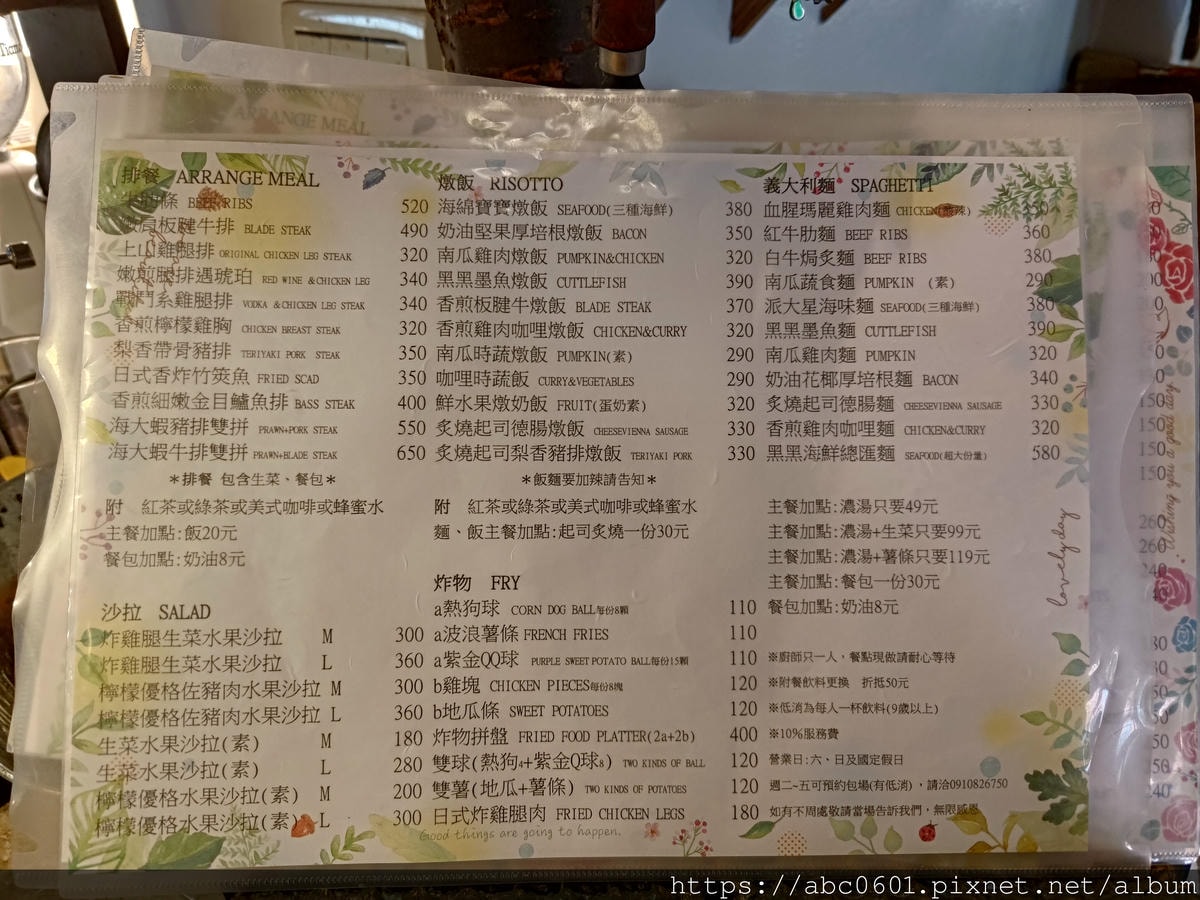 排餐 ARRANGE MEAL
BEEF RIBS 520
嫩肩板腱牛排 BLADE STEAK 490
上山雞腿排 ORIGINAL CHICKEN LEG STEAK 320
嫩煎腿排遇琥珀 RED WINE &CHICKEN LEG 340
戰鬥系雞腿排 VODKA &CHICKEN LEG STEAK 340
香煎檸檬雞胸 CHICKEN BREAST STEAK 320
梨香帶骨豬排 TERIYAKI PORK STEAK 350
日式香炸竹筴魚 FRIED SCAD 350
香煎細嫩金目鱸魚排 BASS STEAK 400
海大蝦豬排雙拼 PRAWN+PORK STEAK 550
海大蝦牛排雙拼 PRAWN+BLADE STEAK 650
＊排餐 包含生菜、餐包＊
附 紅茶或綠茶或美式咖啡或蜂蜜水
主餐加點:飯20元
餐包加點:奶油8元
沙拉 SALAD
炸雞腿生菜水果沙拉 M 300
炸雞腿生菜水果沙拉 L 360
檸檬優格佐豬肉水果沙拉 M 300
檸檬優格佐豬肉水果沙拉 L 360
生菜水果沙拉(素) M 180
生菜水果沙拉(素) L 280
檸檬優格水果沙拉(素) M 200
檸檬優格水果沙拉(素) L 300
燉飯 RISOTTO
海綿寶寶燉飯 SEAFOOD(三種海鮮) 380
奶油堅果厚培根燉飯 BACON 350
南瓜雞肉燉飯 PUMPKIN&CHICKEN 320
黑黑墨魚燉飯 CUTTLEFISH 390
香煎板腱牛燉飯 BLADE STEAK 370
香煎雞肉咖哩燉飯 CHICKEN&CURRY 320
南瓜時蔬燉飯 PUMPKIN(素) 290
咖哩時蔬飯 CURRY&VEGETABLES 290
鮮水果燉奶飯 FRUIT(蛋奶素) 320
炙燒起司德腸燉飯 CHEESEVIENNA SAUSAGE 330
炙燒起司梨香豬排燉飯 TERIYAKI PORK 330
＊飯麵要加辣請告知＊
附 紅茶或綠茶或美式咖啡或蜂蜜水
麵、飯主餐加點:起司炙燒一份30元
炸物 FRY
a熱狗球 CORN DOG BALL每份8顆 110
a波浪薯條 FRENCH FRIES 110
a紫金QQ球 PURPLE SWEET POTATO BALL每份15顆 110
b雞塊 CHICKEN PIECES每份8塊 120
b地瓜條 SWEET POTATOES 120
炸物拼盤 FRIED FOOD PLATTER(2a+2b) 400
雙球(熱狗4+紫金Q球8) TWO KINDS OF BALL 120
雙薯(地瓜+薯條) TWO KINDS OF POTATOES 120
日式炸雞腿肉 FRIED CHICKEN LEGS 180
Good things are going to happen.
義大利麵 SPAGHETTI
血腥瑪麗雞肉麵 CHICKEN(酸辣) 350
紅牛肋麵 BEEF RIBS 360
白牛焗炙麵 BEEF RIBS 380
南瓜蔬食麵 PUMPKIN (素) 290
派大星海味麵 SEAFOOD(三種海鮮) 380
黑黑黑墨魚麵 CUTTLEFISH 390
南瓜雞肉麵 PUMPKIN 320
奶油花椰厚培根麵 BACON 340
炙燒起司德腸麵 CHEESEVIENNA SAUSAGE 330
香煎雞肉咖哩麵 CHICKEN&CURRY 320
黑黑海鮮總匯麵 SEAFOOD(超大份量) 580
主餐加點:濃湯只要49元
主餐加點:濃湯+生菜只要99元
主餐加點:濃湯+薯條只要119元
主餐加點:餐包一份30元
餐包加點:奶油8元
※廚師只一人，餐點現做請耐心等待
※附餐飲料更換 折抵50元
※低消為每人一杯飲料(9歲以上)
※10%服務費
營業日:六、日及國定假日
週二~五可預約包場(有低消)，請洽0910826750
如有不周處敬請當場告訴我們，無限感恩
lovely day
Wishing you a good day
150
150
150
150
260
260
240
https://abc0601.pixnet.net/album